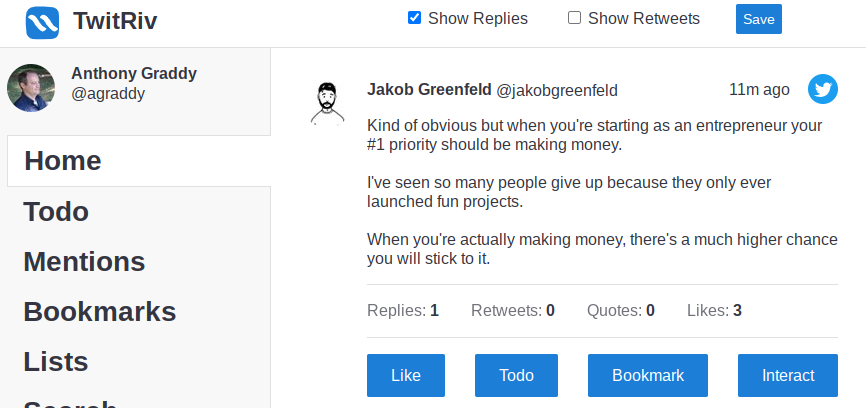 TwitRiv
Show Replies
Show Retweets
Save
Anthony Graddy
@agraddy
Home
Todo
Mentions
Bookmarks
Lists
Search
Jakob Greenfeld @jakobgreenfeld
11m ago
Kind of obvious but when you're starting as an entrepreneur your
#1 priority should be making money.
I've seen so many people give up because they only ever
launched fun projects.
When you're actually making money, there's a much higher chance
you will stick to it.
Replies: 1
Retweets: 0
Quotes: 0
Likes: 3
Like
Todo
Bookmark
Interact